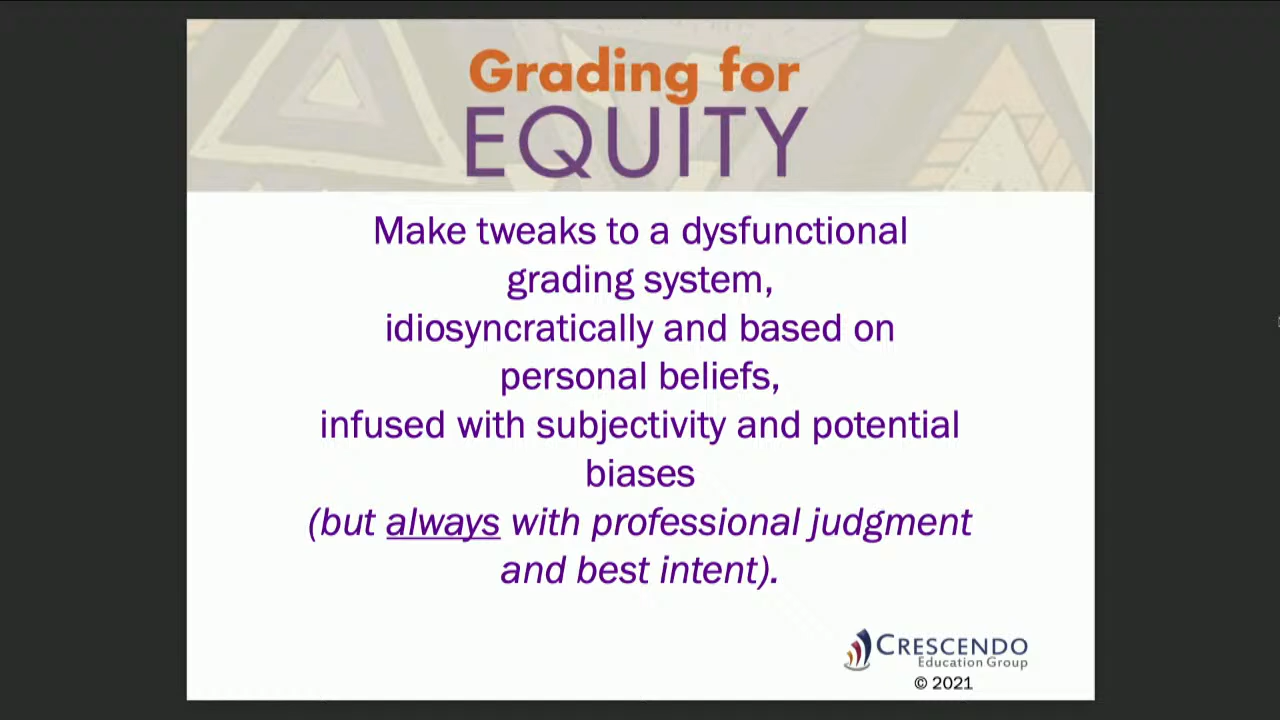 Grading for
EQUITY
Make tweaks to a dysfunctional
grading system,
idiosyncratically and based on
personal beliefs,
infused with subjectivity and potential
biases
(but always with professional judgment
and best intent).
CRESCENDO
Education Group
© 2021